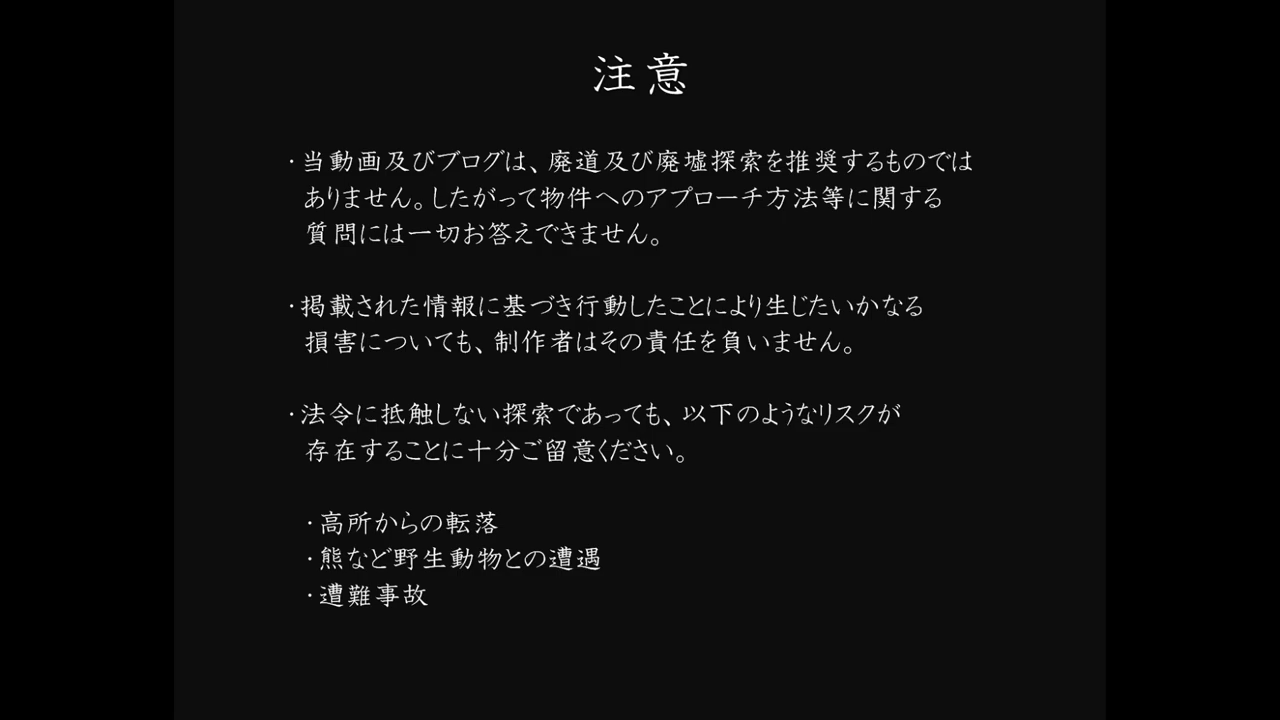 注意
・当動画及びブログは、廃道及び廃墟探索を推奨するものでは
ありません。したがって物件へのアプローチ方法等に関する
質問には一切お答えできません。
・掲載された情報に基づき行動したことにより生じたいかなる
損害についても、制作者はその責任を負いません。
・法令に抵触しない探索であっても、以下のようなリスクが
存在することに十分ご留意ください。
・高所からの転落
・熊など野生動物との遭遇
・遭難事故